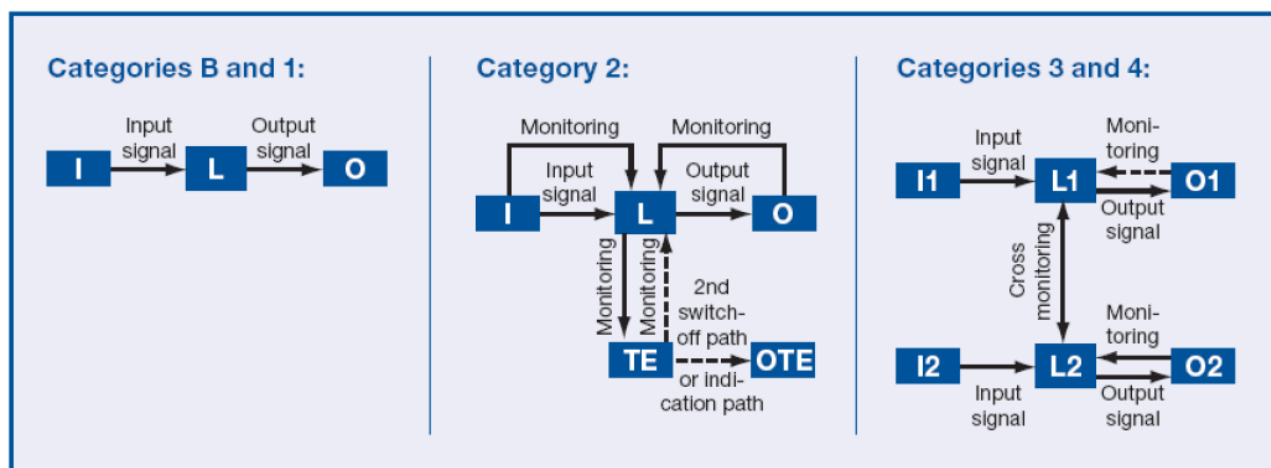 Categories B and 1:
Input
signal
Output
signal
I
L
O
Category 2:
Monitoring
Monitoring
Input
signal
Output
signal
I
L
O
Monitoring
Monitoring
2nd
switch-
off path
TE
OTE
or indi-
cation path
Categories 3 and 4:
Input
signal
Moni-
toring
I1
L1
O1
Output
signal
Cross
monitoring
Moni-
toring
I2
L2
O2
Input
signal
Output
signal